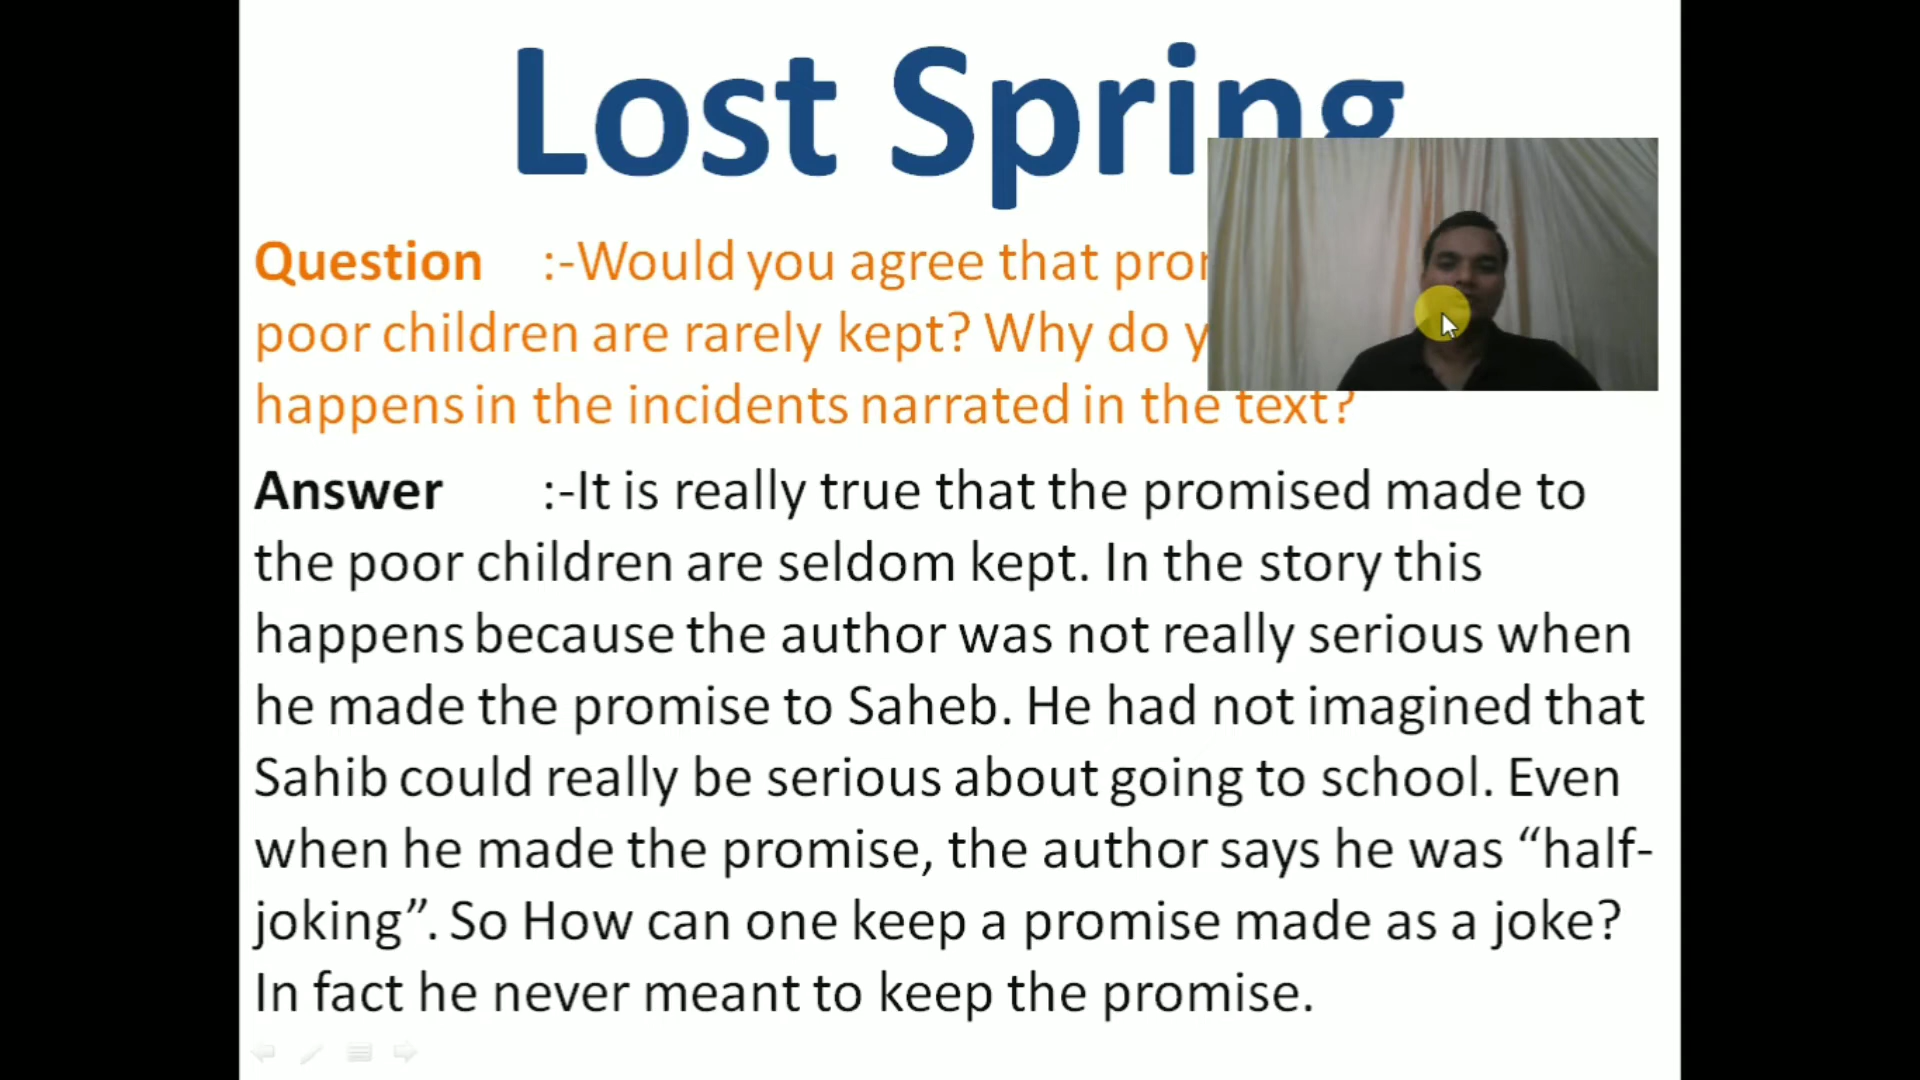 Lost Spring
Question :-Would you agree that
poor children are rarely kept? Why do
happens in the incidents narrated in the text?
Answer :-It is really true that the promised made to
the poor children are seldom kept. In the story this
happens because the author was not really serious when
he made the promise to Saheb. He had not imagined that
Sahib could really be serious about going to school. Even
when he made the promise, the author says he was “half-
joking”. So How can one keep a promise made as a joke?
In fact he never meant to keep the promise.